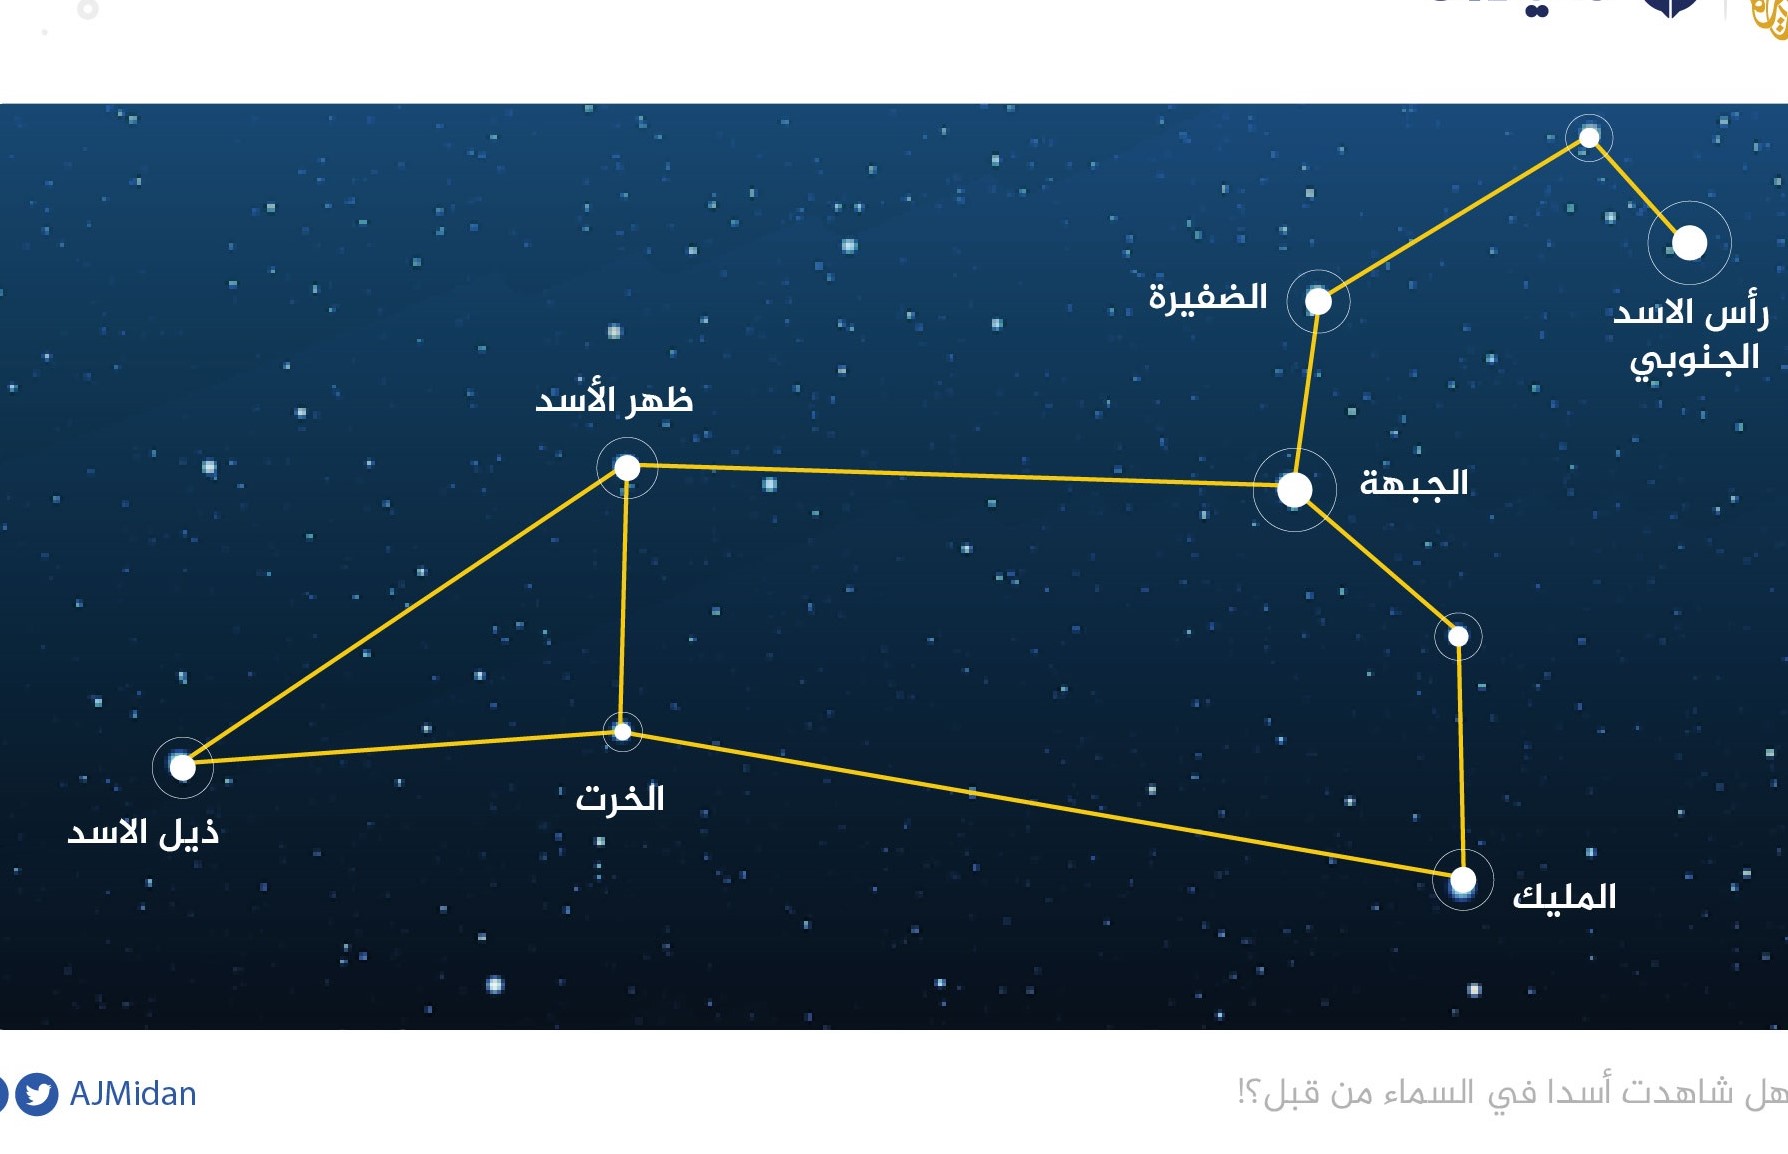 الضفيرة
رأس الاسد
الجنوبي
ظهر الأسد
الجبهة
الخرت
ذيل الاسد
المليك
AJMidan
هل شاهدت أسدا في السماء من قبل؟!